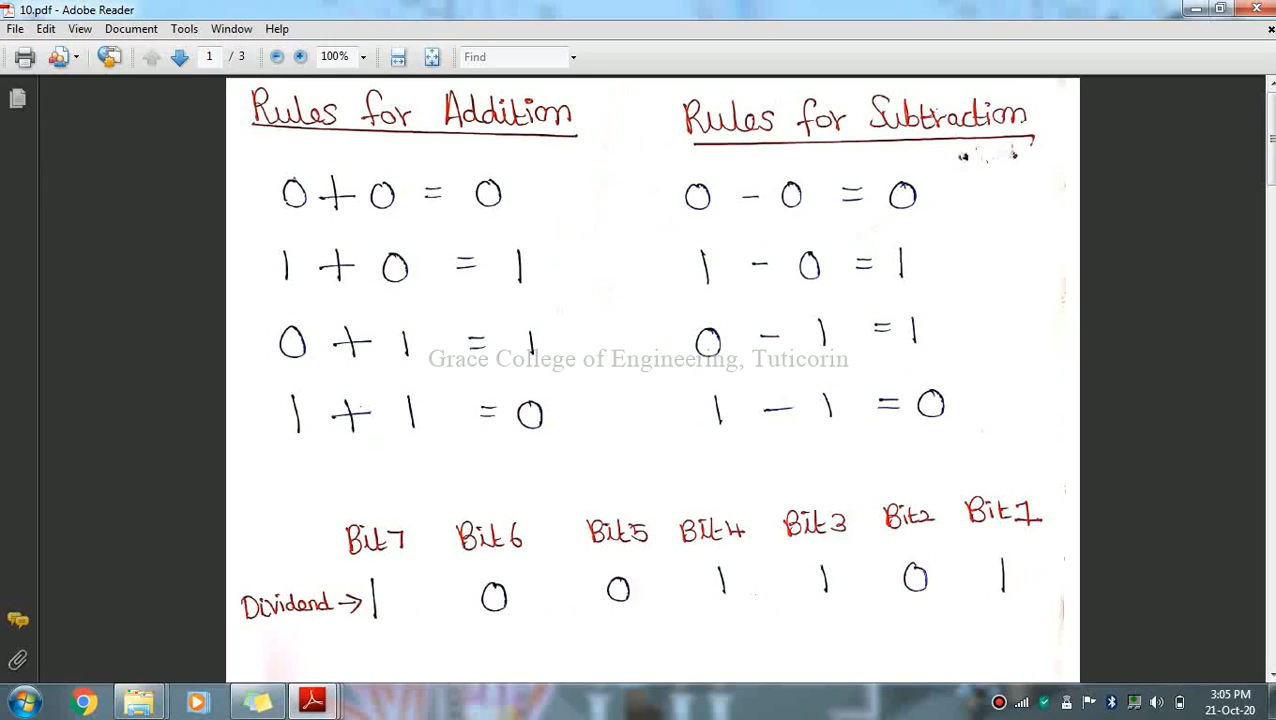 10.pdf - Adobe Reader
File Edit View Document Tools Window Help
1 / 3 100% Find
Rules for Addition
0 + 0 = 0
1 + 0 = 1
0 + 1 = 1
1 + 1 = 0
Rules for Subtraction
0 - 0 = 0
1 - 0 = 1
0 - 1 = 1
1 - 1 = 0
Grace College of Engineering, Tuticorin
Bit7 Bit6 Bit5 Bit4 Bit3 Bit2 Bit1
Dividend → 1 0 0 1 1 0 1
3:05 PM
21-Oct-20